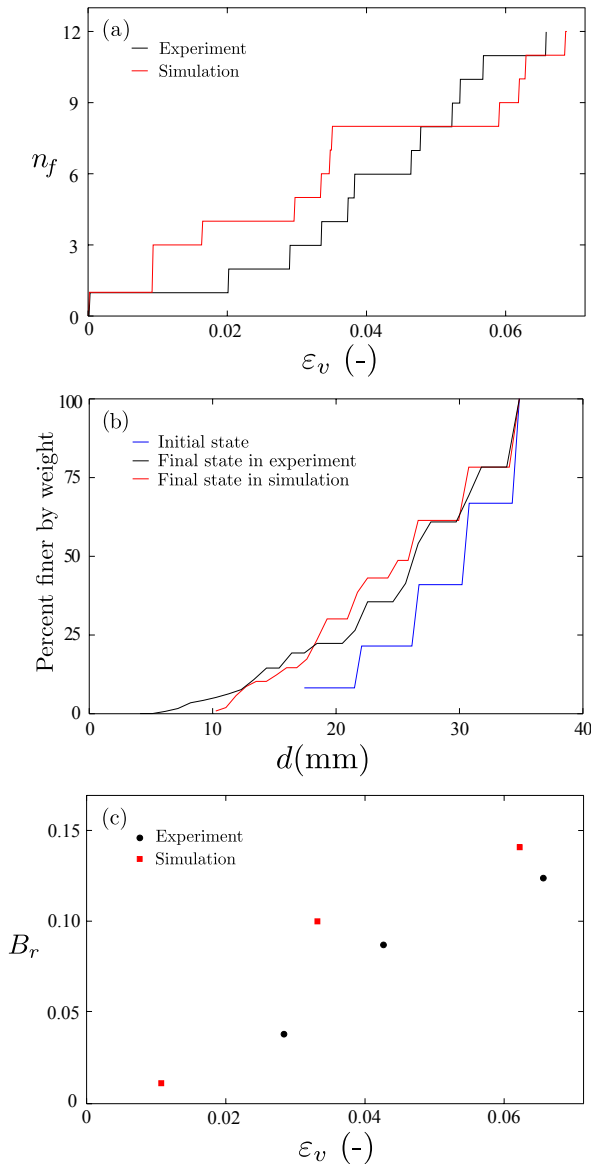 (a)
Experiment
Simulation
12
9
6
3
0
n_f
0
0.02
0.04
0.06
ε_v (-)
(b)
Initial state
Final state in experiment
Final state in simulation
100
75
50
25
0
Percent finer by weight
0
10
20
30
40
d(mm)
(c)
Experiment
Simulation
0.15
0.10
0.05
0
B_r
0
0.02
0.04
0.06
ε_v (-)